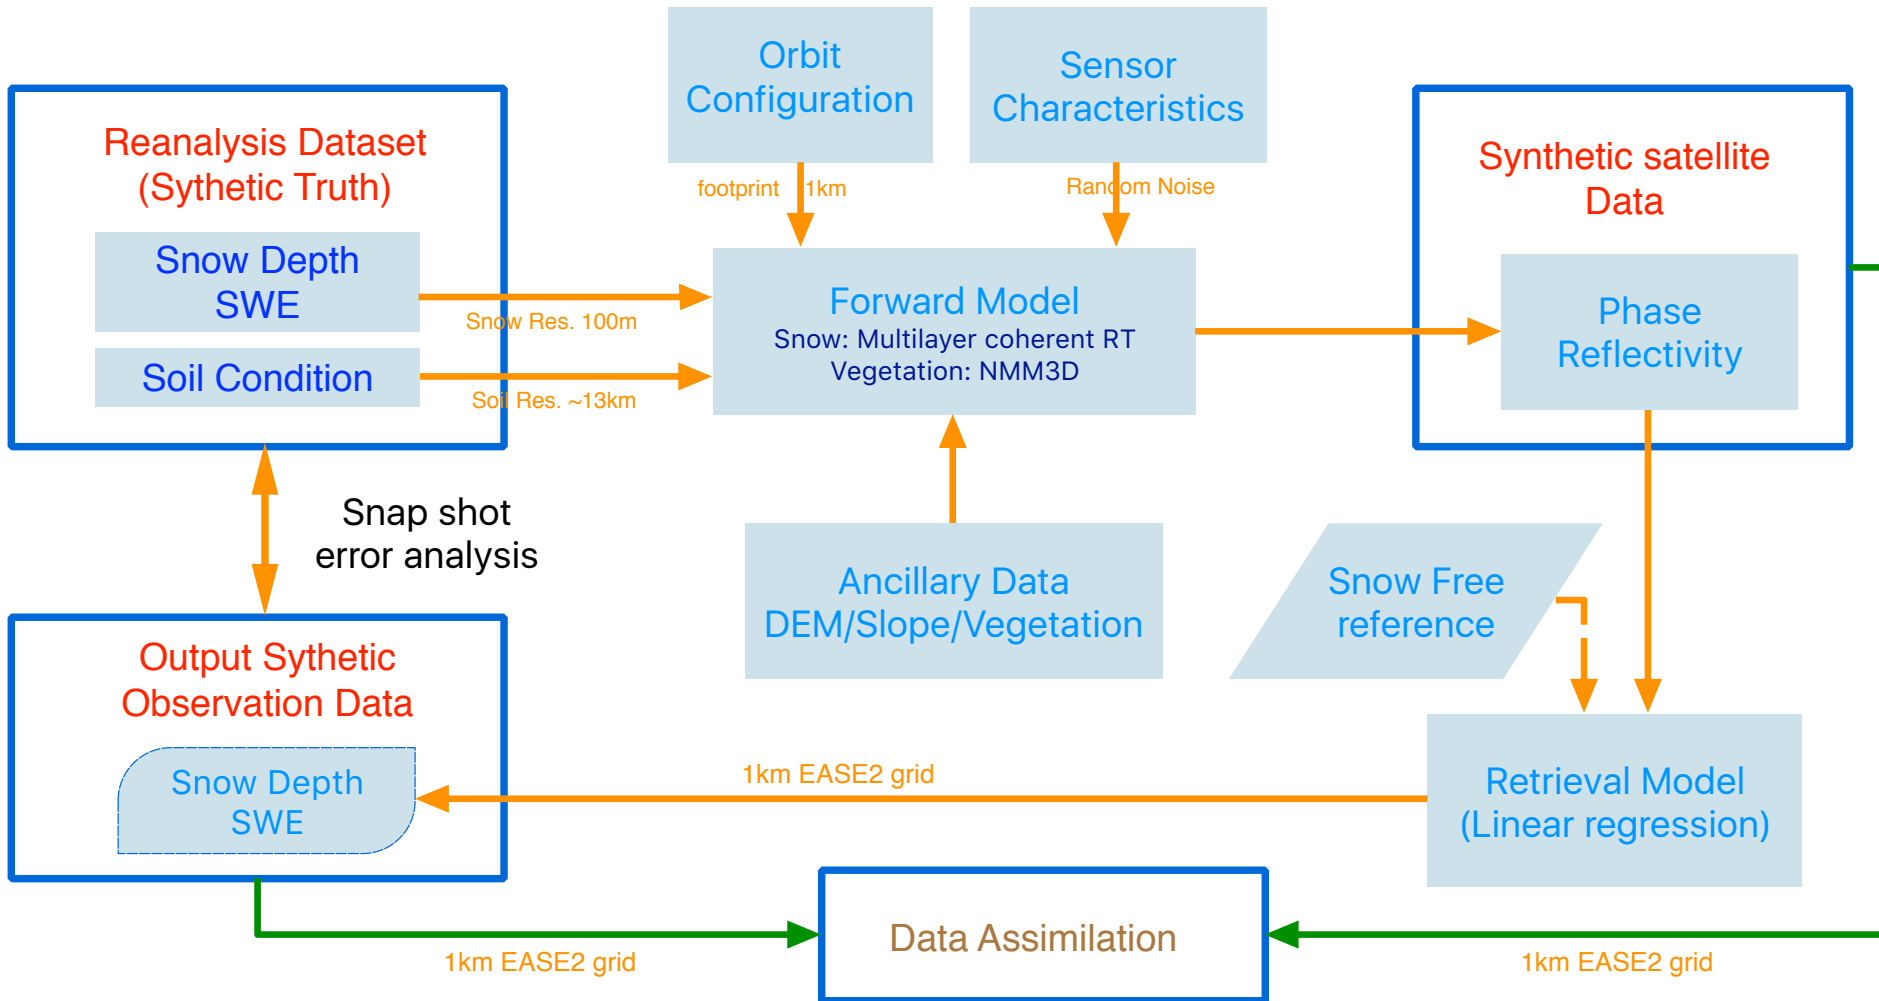 Orbit
Configuration
Sensor
Characteristics
Reanalysis Dataset
(Sythetic Truth)
Synthetic satellite
Data
footprint 1km
Random Noise
Snow Depth
SWE
Snow Res. 100m
Soil Condition
Soil Res. ~13km
Forward Model
Snow: Multilayer coherent RT
Vegetation: NMM3D
Phase
Reflectivity
Snap shot
error analysis
Ancillary Data
DEM/Slope/Vegetation
Snow Free
reference
Output Sythetic
Observation Data
Snow Depth
SWE
1km EASE2 grid
Retrieval Model
(Linear regression)
Data Assimilation
1km EASE2 grid
1km EASE2 grid